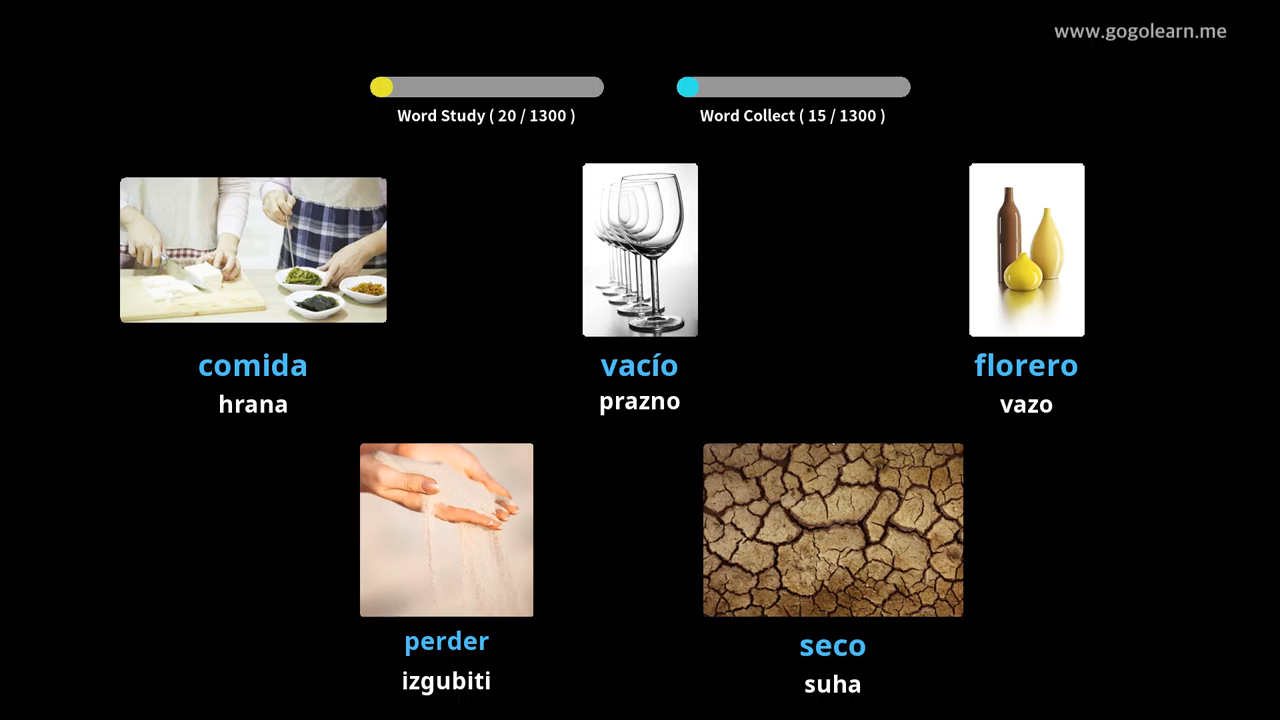 www.gogolearn.me
Word Study ( 20 / 1300 )
Word Collect ( 15 / 1300 )
comida
hrana
vacío
prazno
florero
vazo
perder
izgubiti
seco
suha